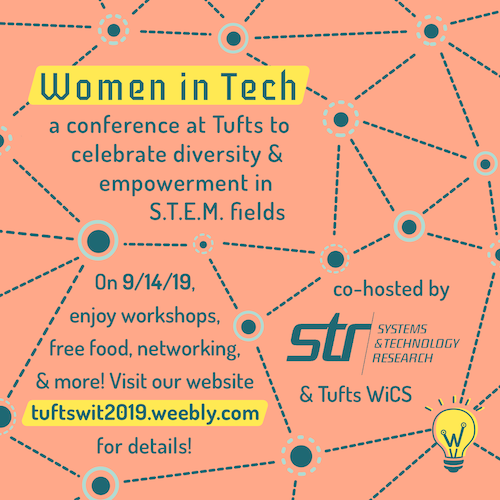 Women in Tech
a conference at Tufts to
celebrate diversity &
empowerment in
S.T.E.M. fields
On 9/14/19,
enjoy workshops,
free food, networking,
& more! Visit our website
tuftswit2019.weebly.com
for details!
co-hosted by
str
SYSTEMS
& TECHNOLOGY
RESEARCH
& Tufts WiCS
W